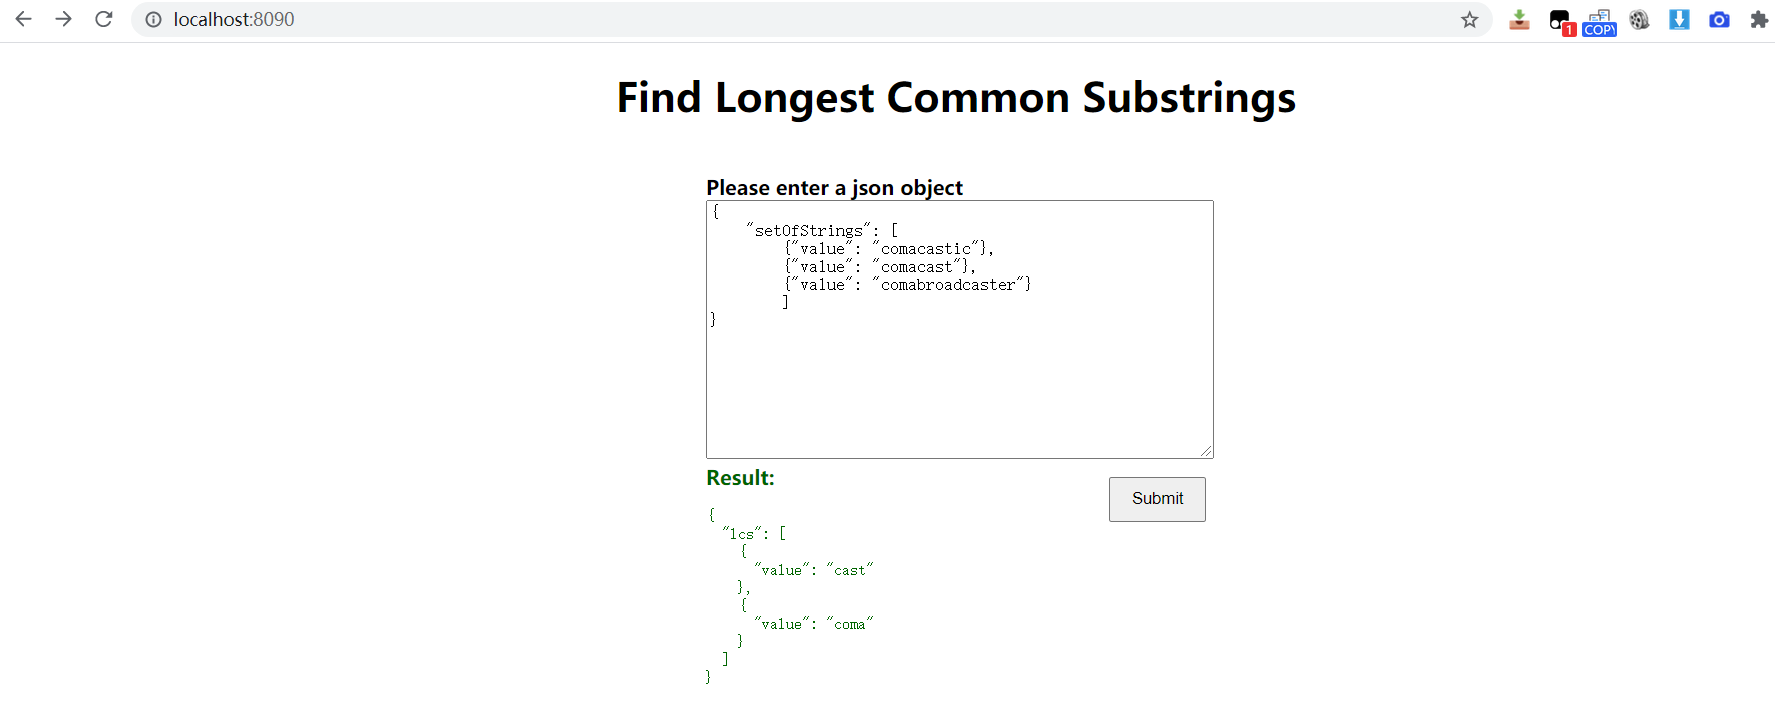 localhost:8090
1
COPY
Find Longest Common Substrings
Please enter a json object
{
"setOfStrings": [
{"value": "comacastic"},
{"value": "comacast"},
{"value": "comabroadcaster"}
]
}
Result:
Submit
{
"lcs": [
{
"value": "cast"
},
{
"value": "coma"
}
]
}